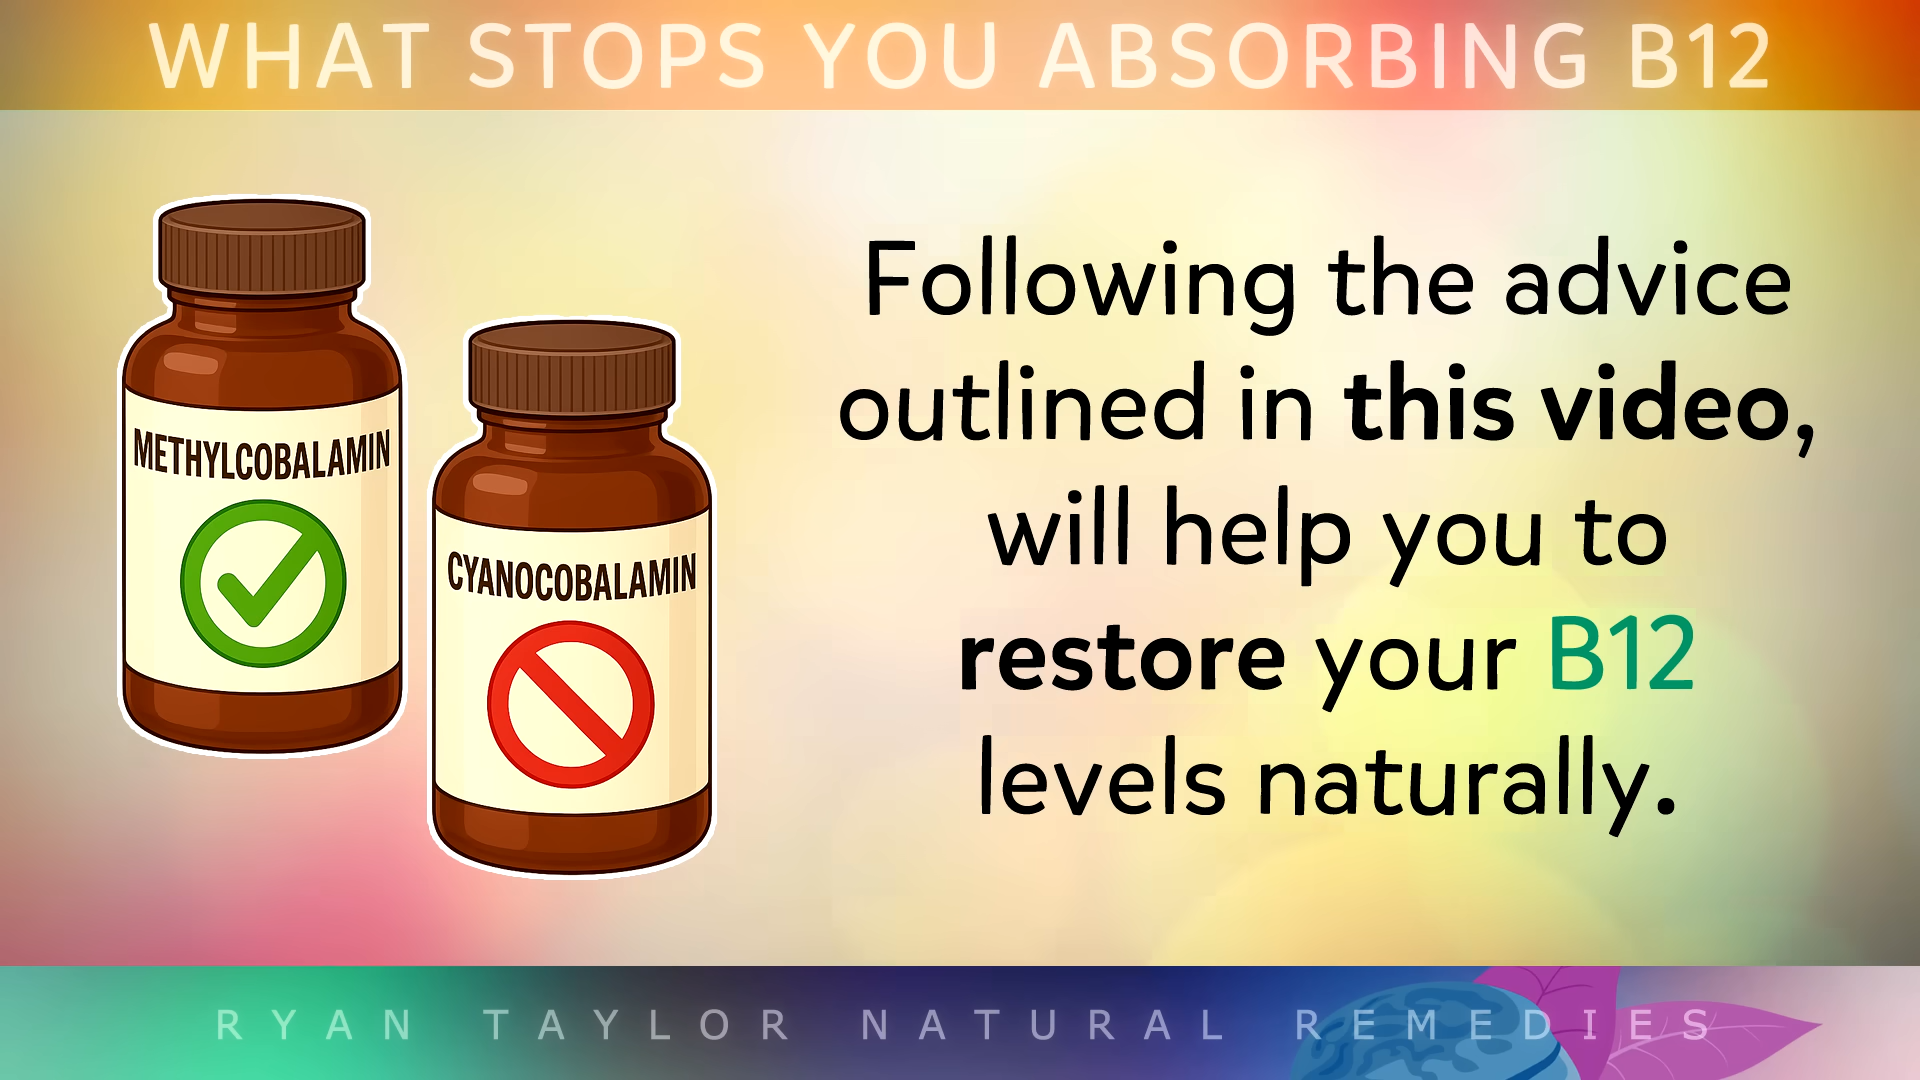 WHAT STOPS YOU ABSORBING B12
METHYLCOBALAMIN
CYANOCOBALAMIN
Following the advice
outlined in this video,
will help you to
restore your B12
levels naturally.
RYAN TAYLOR NATURAL REMEDIES